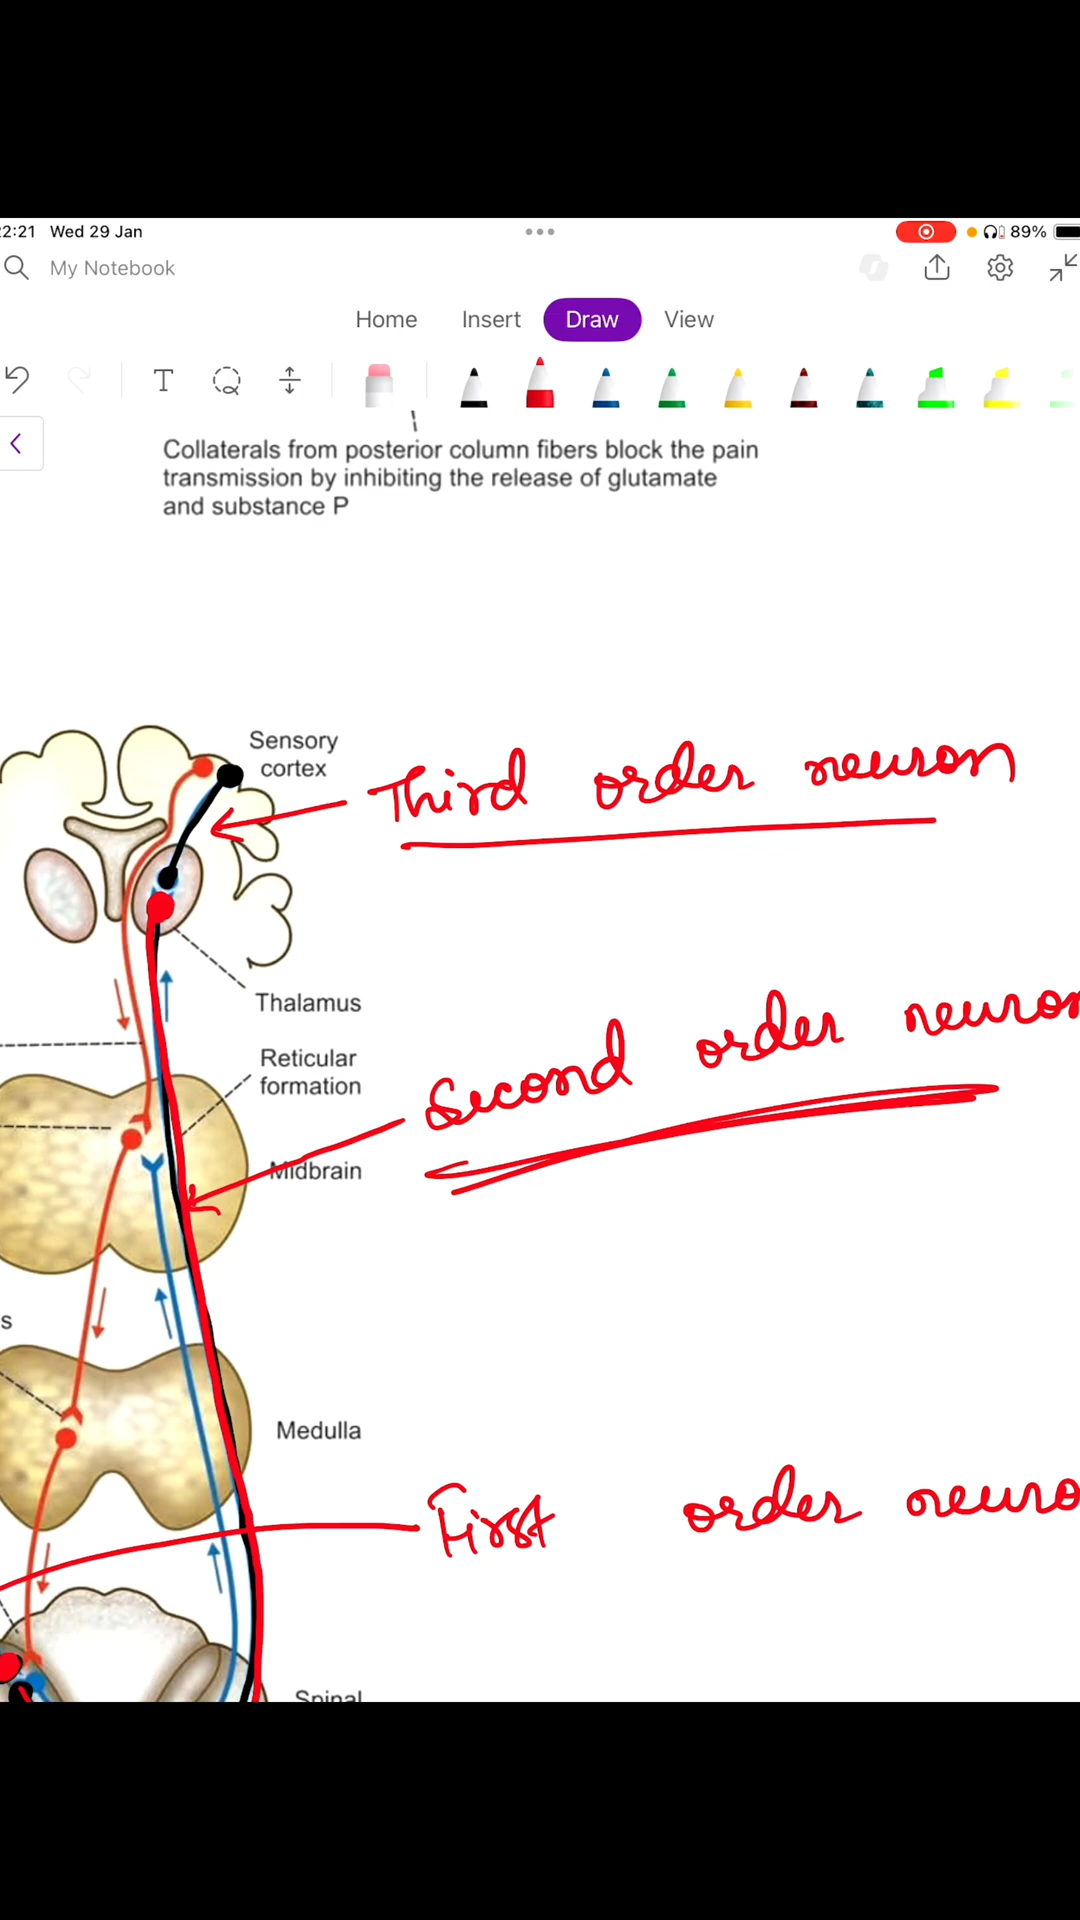 2:21 Wed 29 Jan
89%
My Notebook
Home Insert Draw View
T
Collaterals from posterior column fibers block the pain
transmission by inhibiting the release of glutamate
and substance P
Sensory
cortex
Third order neuron
Thalamus
Reticular
formation
Second order neuron
Midbrain
s
Medulla
First order neuro
Spinal